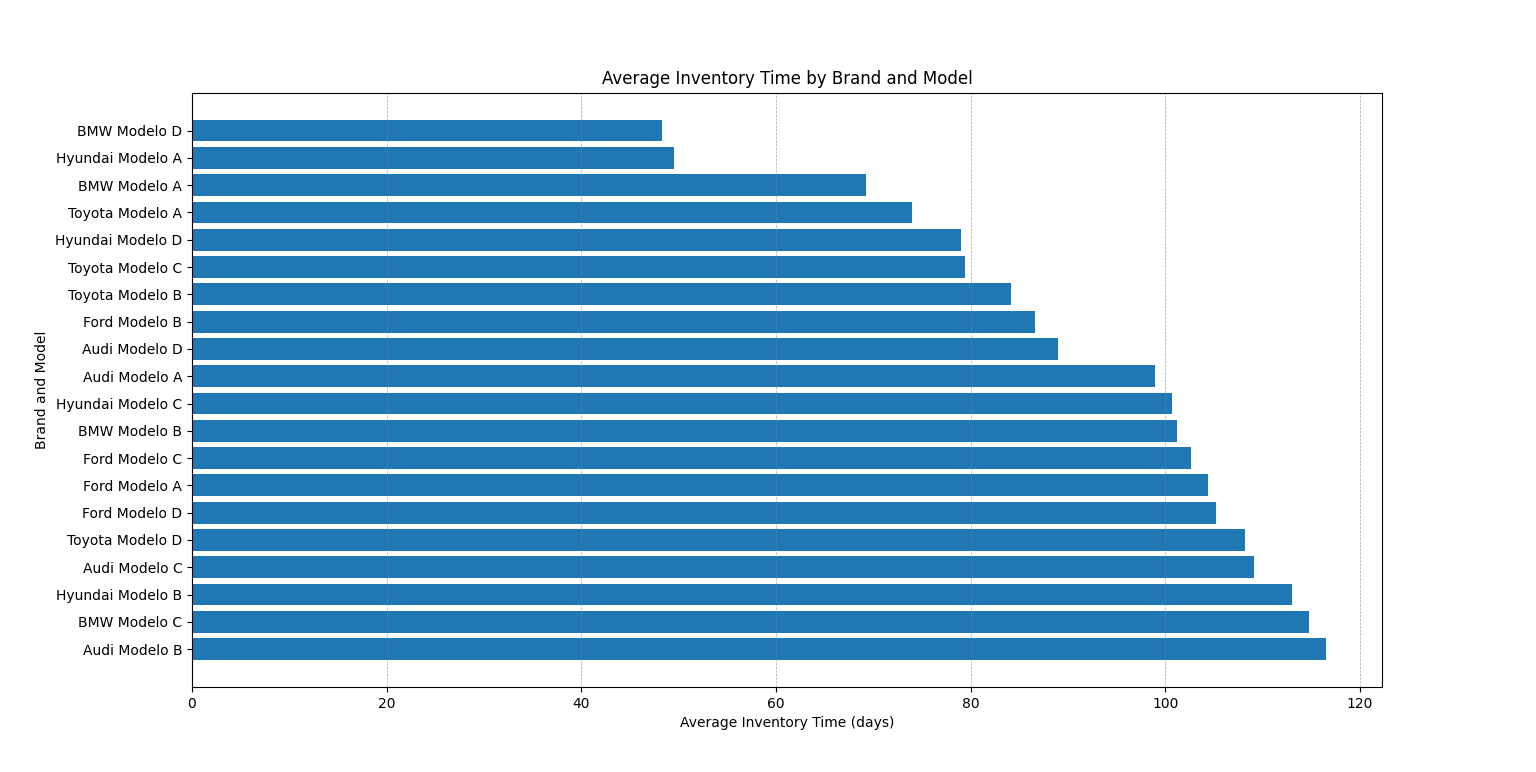 Average Inventory Time by Brand and Model
BMW Modelo D
Hyundai Modelo A
BMW Modelo A
Toyota Modelo A
Hyundai Modelo D
Toyota Modelo C
Toyota Modelo B
Ford Modelo B
Audi Modelo D
Audi Modelo A
Hyundai Modelo C
BMW Modelo B
Ford Modelo C
Ford Modelo A
Ford Modelo D
Toyota Modelo D
Audi Modelo C
Hyundai Modelo B
BMW Modelo C
Audi Modelo B
Brand and Model
0 20 40 60 80 100 120
Average Inventory Time (days)